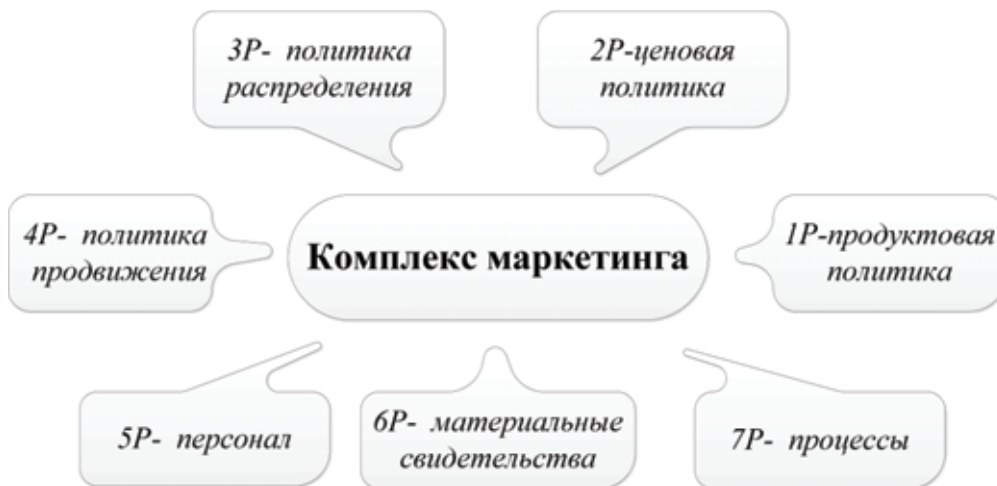 3P- политика
распределения
2P-ценовая
политика
4P- политика
продвижения
Комплекс маркетинга
1P-продуктовая
политика
5P- персонал
6P- материальные
свидетельства
7P- процессы